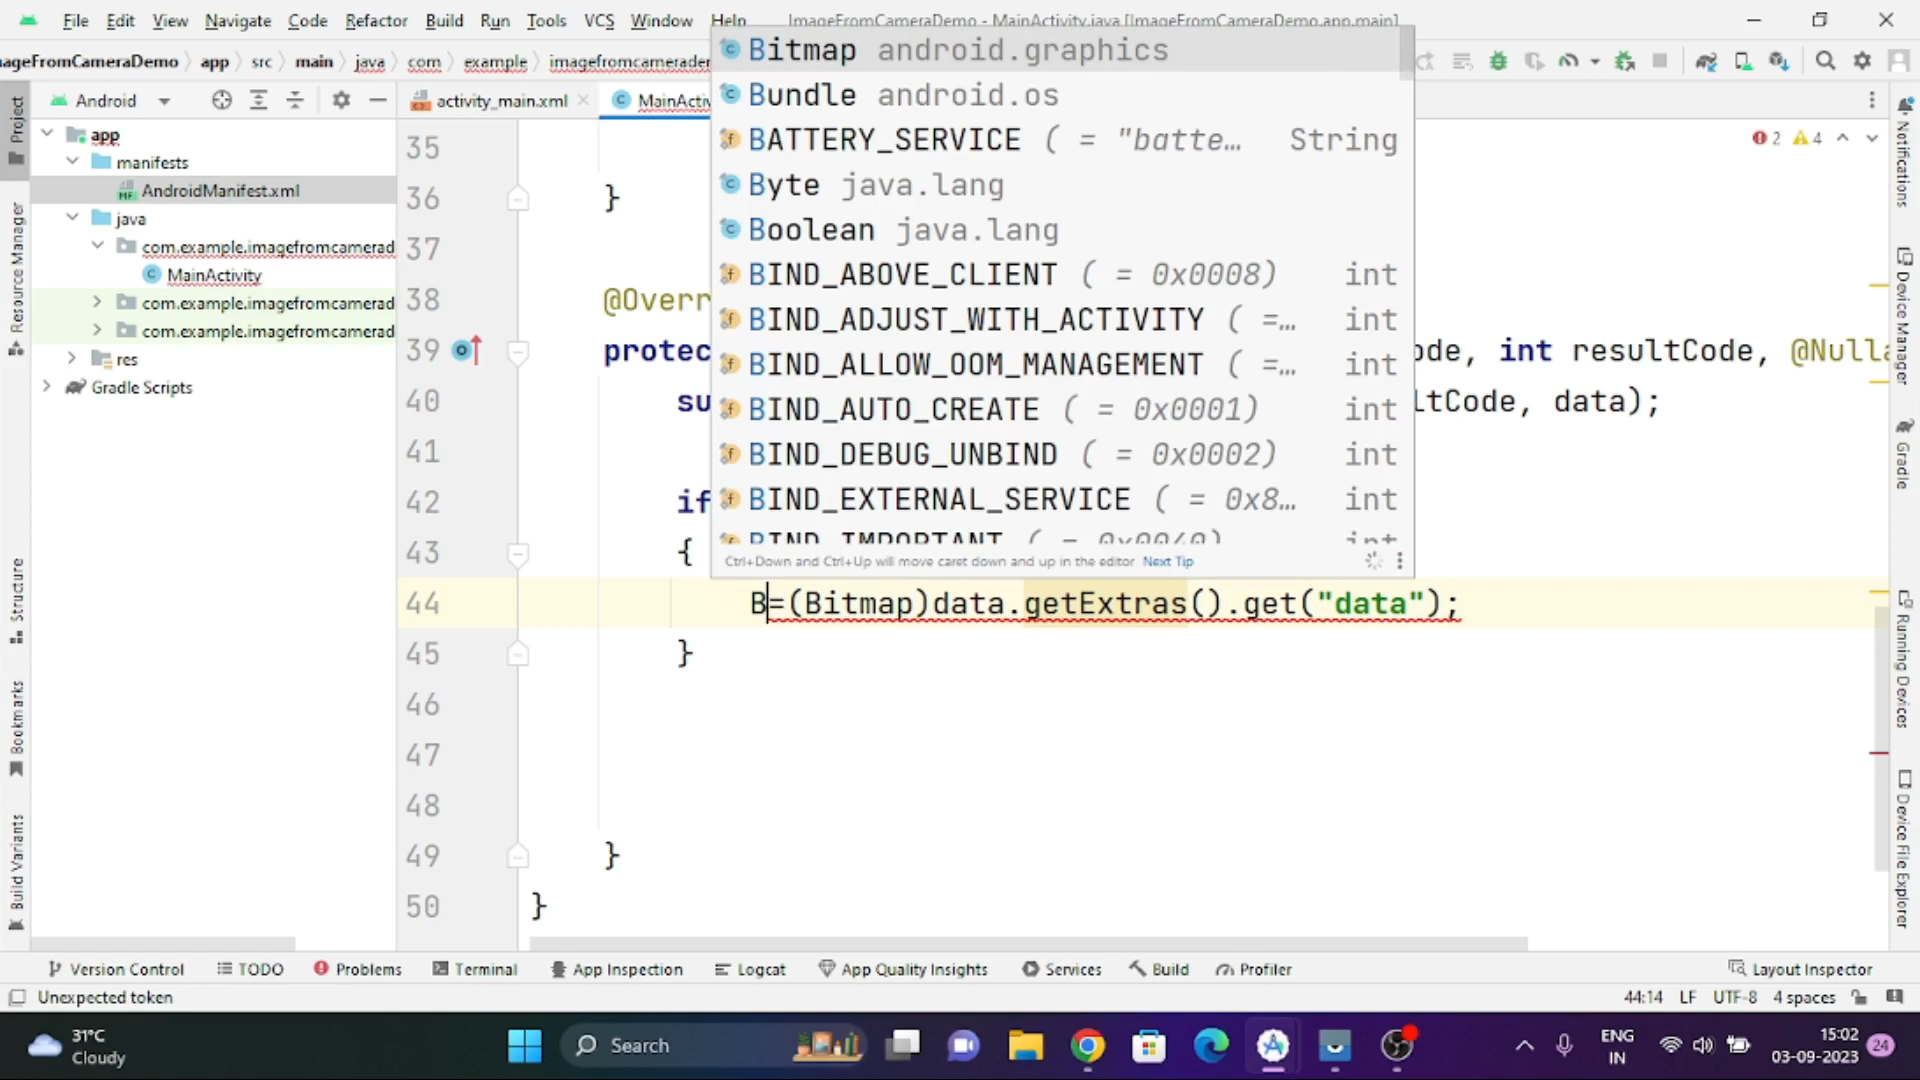 File Edit View Navigate Code Refactor Build Run Tools VCS Window Help ImageFromCameraDemo - MainActivity.java [ImageFromCameraDemo.app.main]
ageFromCameraDemo app src main java com example imagefromcamerader
Android
activity_main.xml
MainActiv
Project
Resource Manager
Structure
Bookmarks
Build Variants
app
manifests
AndroidManifest.xml
java
com.example.imagefromcamerad
MainActivity
com.example.imagefromcamerad
com.example.imagefromcamerad
res
Gradle Scripts
Bitmap android.graphics
Bundle android.os
BATTERY_SERVICE ( = "batte... String
Byte java.lang
Boolean java.lang
BIND_ABOVE_CLIENT ( = 0x0008) int
BIND_ADJUST_WITH_ACTIVITY ( =... int
BIND_ALLOW_OOM_MANAGEMENT ( =... int
BIND_AUTO_CREATE ( = 0x0001) int
BIND_DEBUG_UNBIND ( = 0x0002) int
BIND_EXTERNAL_SERVICE ( = 0x8... int
BIND_IMPORTANT ( = 0x0040) int
Ctrl+Down and Ctrl+Up will move caret down and up in the editor Next Tip
2 4
35
36 }
37
38 @Overr
39 protec ode, int resultCode, @Nulla
40 su ltCode, data);
41
42 if
43 {
44 B=(Bitmap)data.getExtras().get("data");
45 }
46
47
48
49 }
50 }
Notifications
Device Manager
Gradle
Running Devices
Device File Explorer
Version Control TODO Problems Terminal App Inspection Logcat App Quality Insights Services Build Profiler Layout Inspector
Unexpected token 44:14 LF UTF-8 4 spaces
31°C
Cloudy
Search
ENG
IN
15:02
03-09-2023
24